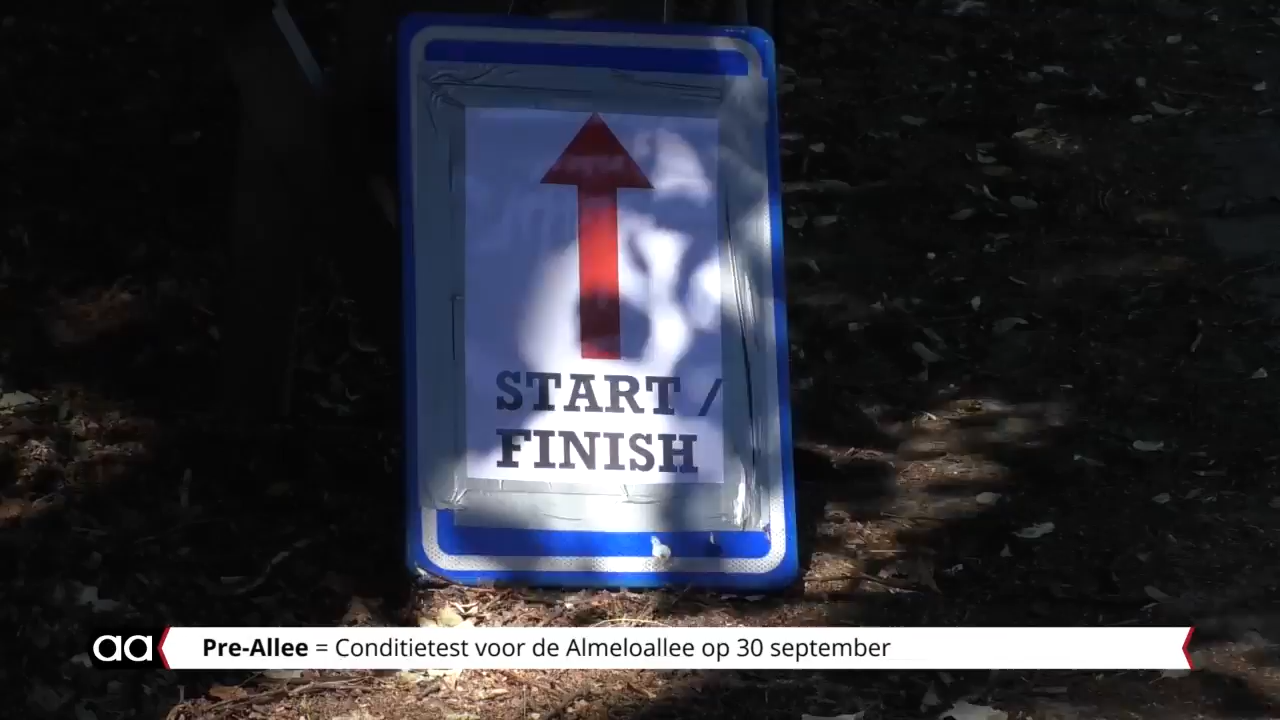 START /
FINISH
aa Pre-Allee = Conditietest voor de Almeloallee op 30 september